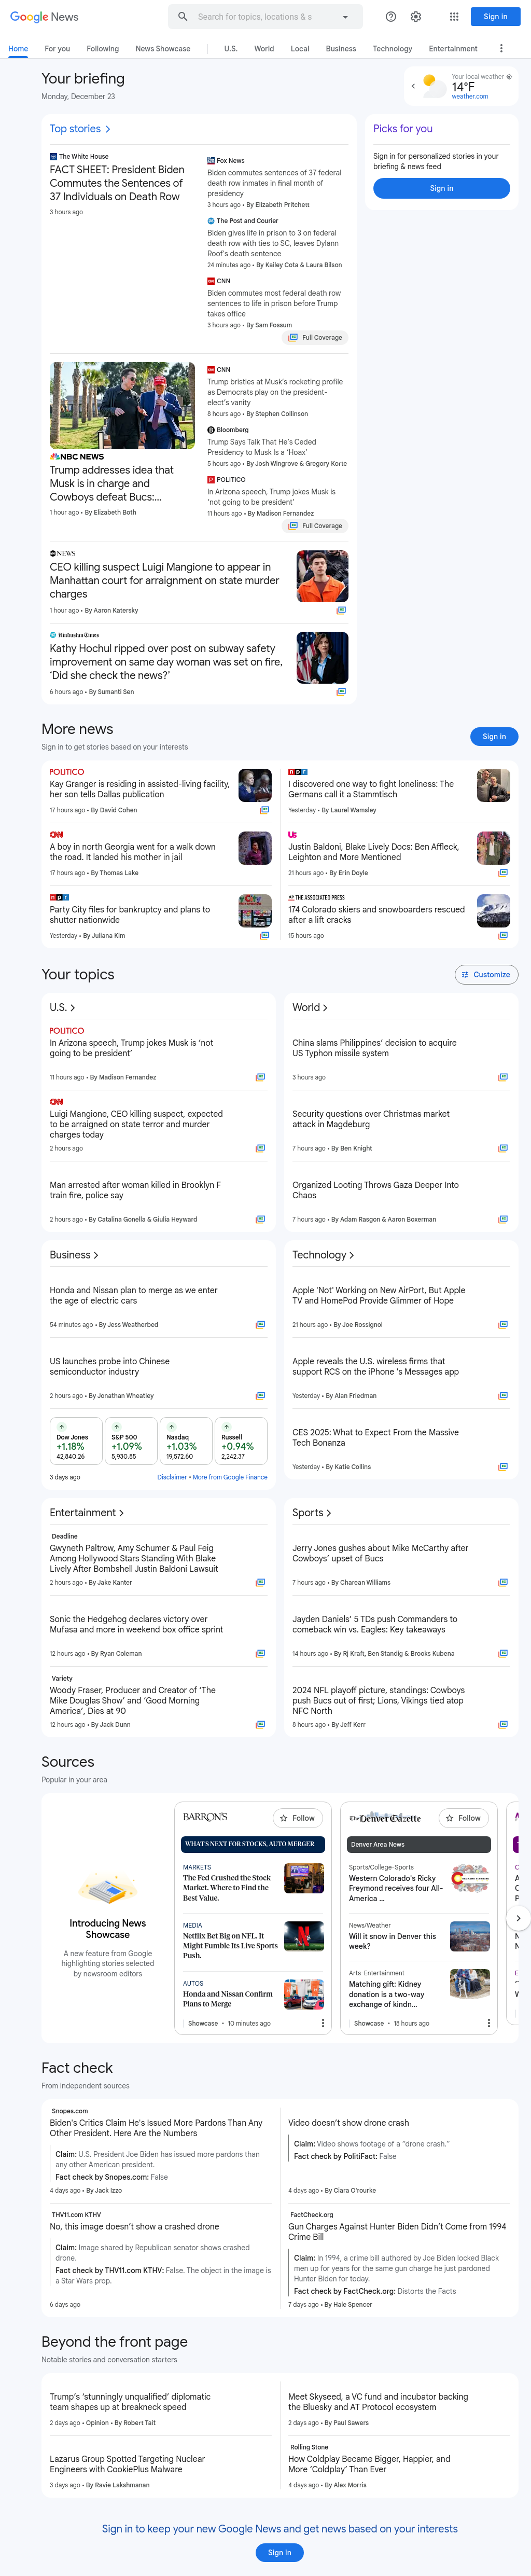 Google News
Search for topics, locations & s
Sign in
Home
For you
Following
News Showcase
U.S.
World
Local
Business
Technology
Entertainment
Your briefing
Monday, December 23
Your local weather
14°F
weather.com
Top stories
The White House
FACT SHEET: President Biden
Commutes the Sentences of
37 Individuals on Death Row
3 hours ago
Fox News
Biden commutes sentences of 37 federal
death row inmates in final month of
presidency
3 hours ago • By Elizabeth Pritchett
The Post and Courier
Biden gives life in prison to 3 on federal
death row with ties to SC, leaves Dylann
Roof's death sentence
24 minutes ago • By Kailey Cota & Laura Bilson
CNN
Biden commutes most federal death row
sentences to life in prison before Trump
takes office
3 hours ago • By Sam Fossum
Full Coverage
NBC NEWS
Trump addresses idea that
Musk is in charge and
Cowboys defeat Bucs:...
1 hour ago • By Elizabeth Both
CNN
Trump bristles at Musk's rocketing profile
as Democrats play on the president-
elect's vanity
8 hours ago • By Stephen Collinson
Bloomberg
Trump Says Talk That He's Ceded
Presidency to Musk Is a 'Hoax'
5 hours ago • By Josh Wingrove & Gregory Korte
POLITICO
In Arizona speech, Trump jokes Musk is
'not going to be president'
11 hours ago • By Madison Fernandez
Full Coverage
Picks for you
Sign in for personalized stories in your
briefing & news feed
Sign in
NEWS
CEO killing suspect Luigi Mangione to appear in
Manhattan court for arraignment on state murder
charges
1 hour ago • By Aaron Katersky
Hindustan Times
Kathy Hochul ripped over post on subway safety
improvement on same day woman was set on fire,
'Did she check the news?'
6 hours ago • By Sumanti Sen
More news
Sign in to get stories based on your interests
Sign in
POLITICO
Kay Granger is residing in assisted-living facility,
her son tells Dallas publication
17 hours ago • By David Cohen
npr
I discovered one way to fight loneliness: The
Germans call it a Stammtisch
Yesterday • By Laurel Wamsley
CNN
A boy in north Georgia went for a walk down
the road. It landed his mother in jail
17 hours ago • By Thomas Lake
Us
Justin Baldoni, Blake Lively Docs: Ben Affleck,
Leighton and More Mentioned
21 hours ago • By Erin Doyle
npr
Party City files for bankruptcy and plans to
shutter nationwide
Yesterday • By Juliana Kim
AP THE ASSOCIATED PRESS
174 Colorado skiers and snowboarders rescued
after a lift cracks
15 hours ago
Your topics
Customize
U.S.
POLITICO
In Arizona speech, Trump jokes Musk is 'not
going to be president'
11 hours ago • By Madison Fernandez
CNN
Luigi Mangione, CEO killing suspect, expected
to be arraigned on state terror and murder
charges today
2 hours ago
Man arrested after woman killed in Brooklyn F
train fire, police say
2 hours ago • By Catalina Gonella & Giulia Heyward
World
China slams Philippines' decision to acquire
US Typhon missile system
3 hours ago
Security questions over Christmas market
attack in Magdeburg
7 hours ago • By Ben Knight
Organized Looting Throws Gaza Deeper Into
Chaos
7 hours ago • By Adam Rasgon & Aaron Boxerman
Business
Honda and Nissan plan to merge as we enter
the age of electric cars
54 minutes ago • By Jess Weatherbed
US launches probe into Chinese
semiconductor industry
2 hours ago • By Jonathan Wheatley
Dow Jones
+1.18%
42,840.26
S&P 500
+1.09%
5,930.85
Nasdaq
+1.03%
19,572.60
Russell
+0.94%
2,242.37
3 days ago
Disclaimer • More from Google Finance
Technology
Apple 'Not' Working on New AirPort, But Apple
TV and HomePod Provide Glimmer of Hope
21 hours ago • By Joe Rossignol
Apple reveals the U.S. wireless firms that
support RCS on the iPhone 's Messages app
Yesterday • By Alan Friedman
CES 2025: What to Expect From the Massive
Tech Bonanza
Yesterday • By Katie Collins
Entertainment
Deadline
Gwyneth Paltrow, Amy Schumer & Paul Feig
Among Hollywood Stars Standing With Blake
Lively After Bombshell Justin Baldoni Lawsuit
2 hours ago • By Jake Kanter
Sonic the Hedgehog declares victory over
Mufasa and more in weekend box office sprint
12 hours ago • By Ryan Coleman
Variety
Woody Fraser, Producer and Creator of 'The
Mike Douglas Show' and 'Good Morning
America', Dies at 90
12 hours ago • By Jack Dunn
Sports
Jerry Jones gushes about Mike McCarthy after
Cowboys' upset of Bucs
7 hours ago • By Charean Williams
Jayden Daniels' 5 TDs push Commanders to
comeback win vs. Eagles: Key takeaways
14 hours ago • By Rj Kraft, Ben Standig & Brooks Kubena
2024 NFL playoff picture, standings: Cowboys
push Bucs out of first; Lions, Vikings tied atop
NFC North
8 hours ago • By Jeff Kerr
Sources
Popular in your area
Introducing News
Showcase
A new feature from Google
highlighting stories selected
by newsroom editors
BARRON'S
Follow
WHAT'S NEXT FOR STOCKS, AUTO MERGER
MARKETS
The Fed Crushed the Stock
Market. Where to Find the
Best Value.
MEDIA
Netflix Bet Big on NFL. It
Might Fumble Its Live Sports
Push.
AUTOS
Honda and Nissan Confirm
Plans to Merge
Showcase • 10 minutes ago
The Denver Gazette
Follow
Denver Area News
Sports/College-Sports
Western Colorado's Ricky
Freymond receives four All-
America ...
News/Weather
Will it snow in Denver this
week?
Arts-Entertainment
Matching gift: Kidney
donation is a two-way
exchange of kindn...
Showcase • 18 hours ago
Fact check
From independent sources
Snopes.com
Biden's Critics Claim He's Issued More Pardons Than Any
Other President. Here Are the Numbers
Claim: U.S. President Joe Biden has issued more pardons than
any other American president.
Fact check by Snopes.com: False
4 days ago • By Jack Izzo
Video doesn't show drone crash
Claim: Video shows footage of a "drone crash."
Fact check by PolitiFact: False
4 days ago • By Ciara O'rourke
THV11.com KTHV
No, this image doesn't show a crashed drone
Claim: Image shared by Republican senator shows crashed
drone.
Fact check by THV11.com KTHV: False. The object in the image is
a Star Wars prop.
6 days ago
FactCheck.org
Gun Charges Against Hunter Biden Didn't Come from 1994
Crime Bill
Claim: In 1994, a crime bill authored by Joe Biden locked Black
men up for years for the same gun charge he just pardoned
Hunter Biden for today.
Fact check by FactCheck.org: Distorts the Facts
7 days ago • By Hale Spencer
Beyond the front page
Notable stories and conversation starters
Trump's 'stunningly unqualified' diplomatic
team shapes up at breakneck speed
2 days ago • Opinion • By Robert Tait
Meet Skyseed, a VC fund and incubator backing
the Bluesky and AT Protocol ecosystem
2 days ago • By Paul Sawers
Lazarus Group Spotted Targeting Nuclear
Engineers with CookiePlus Malware
3 days ago • By Ravie Lakshmanan
Rolling Stone
How Coldplay Became Bigger, Happier, and
More 'Coldplay' Than Ever
4 days ago • By Alex Morris
Sign in to keep your new Google News and get news based on your interests
Sign in